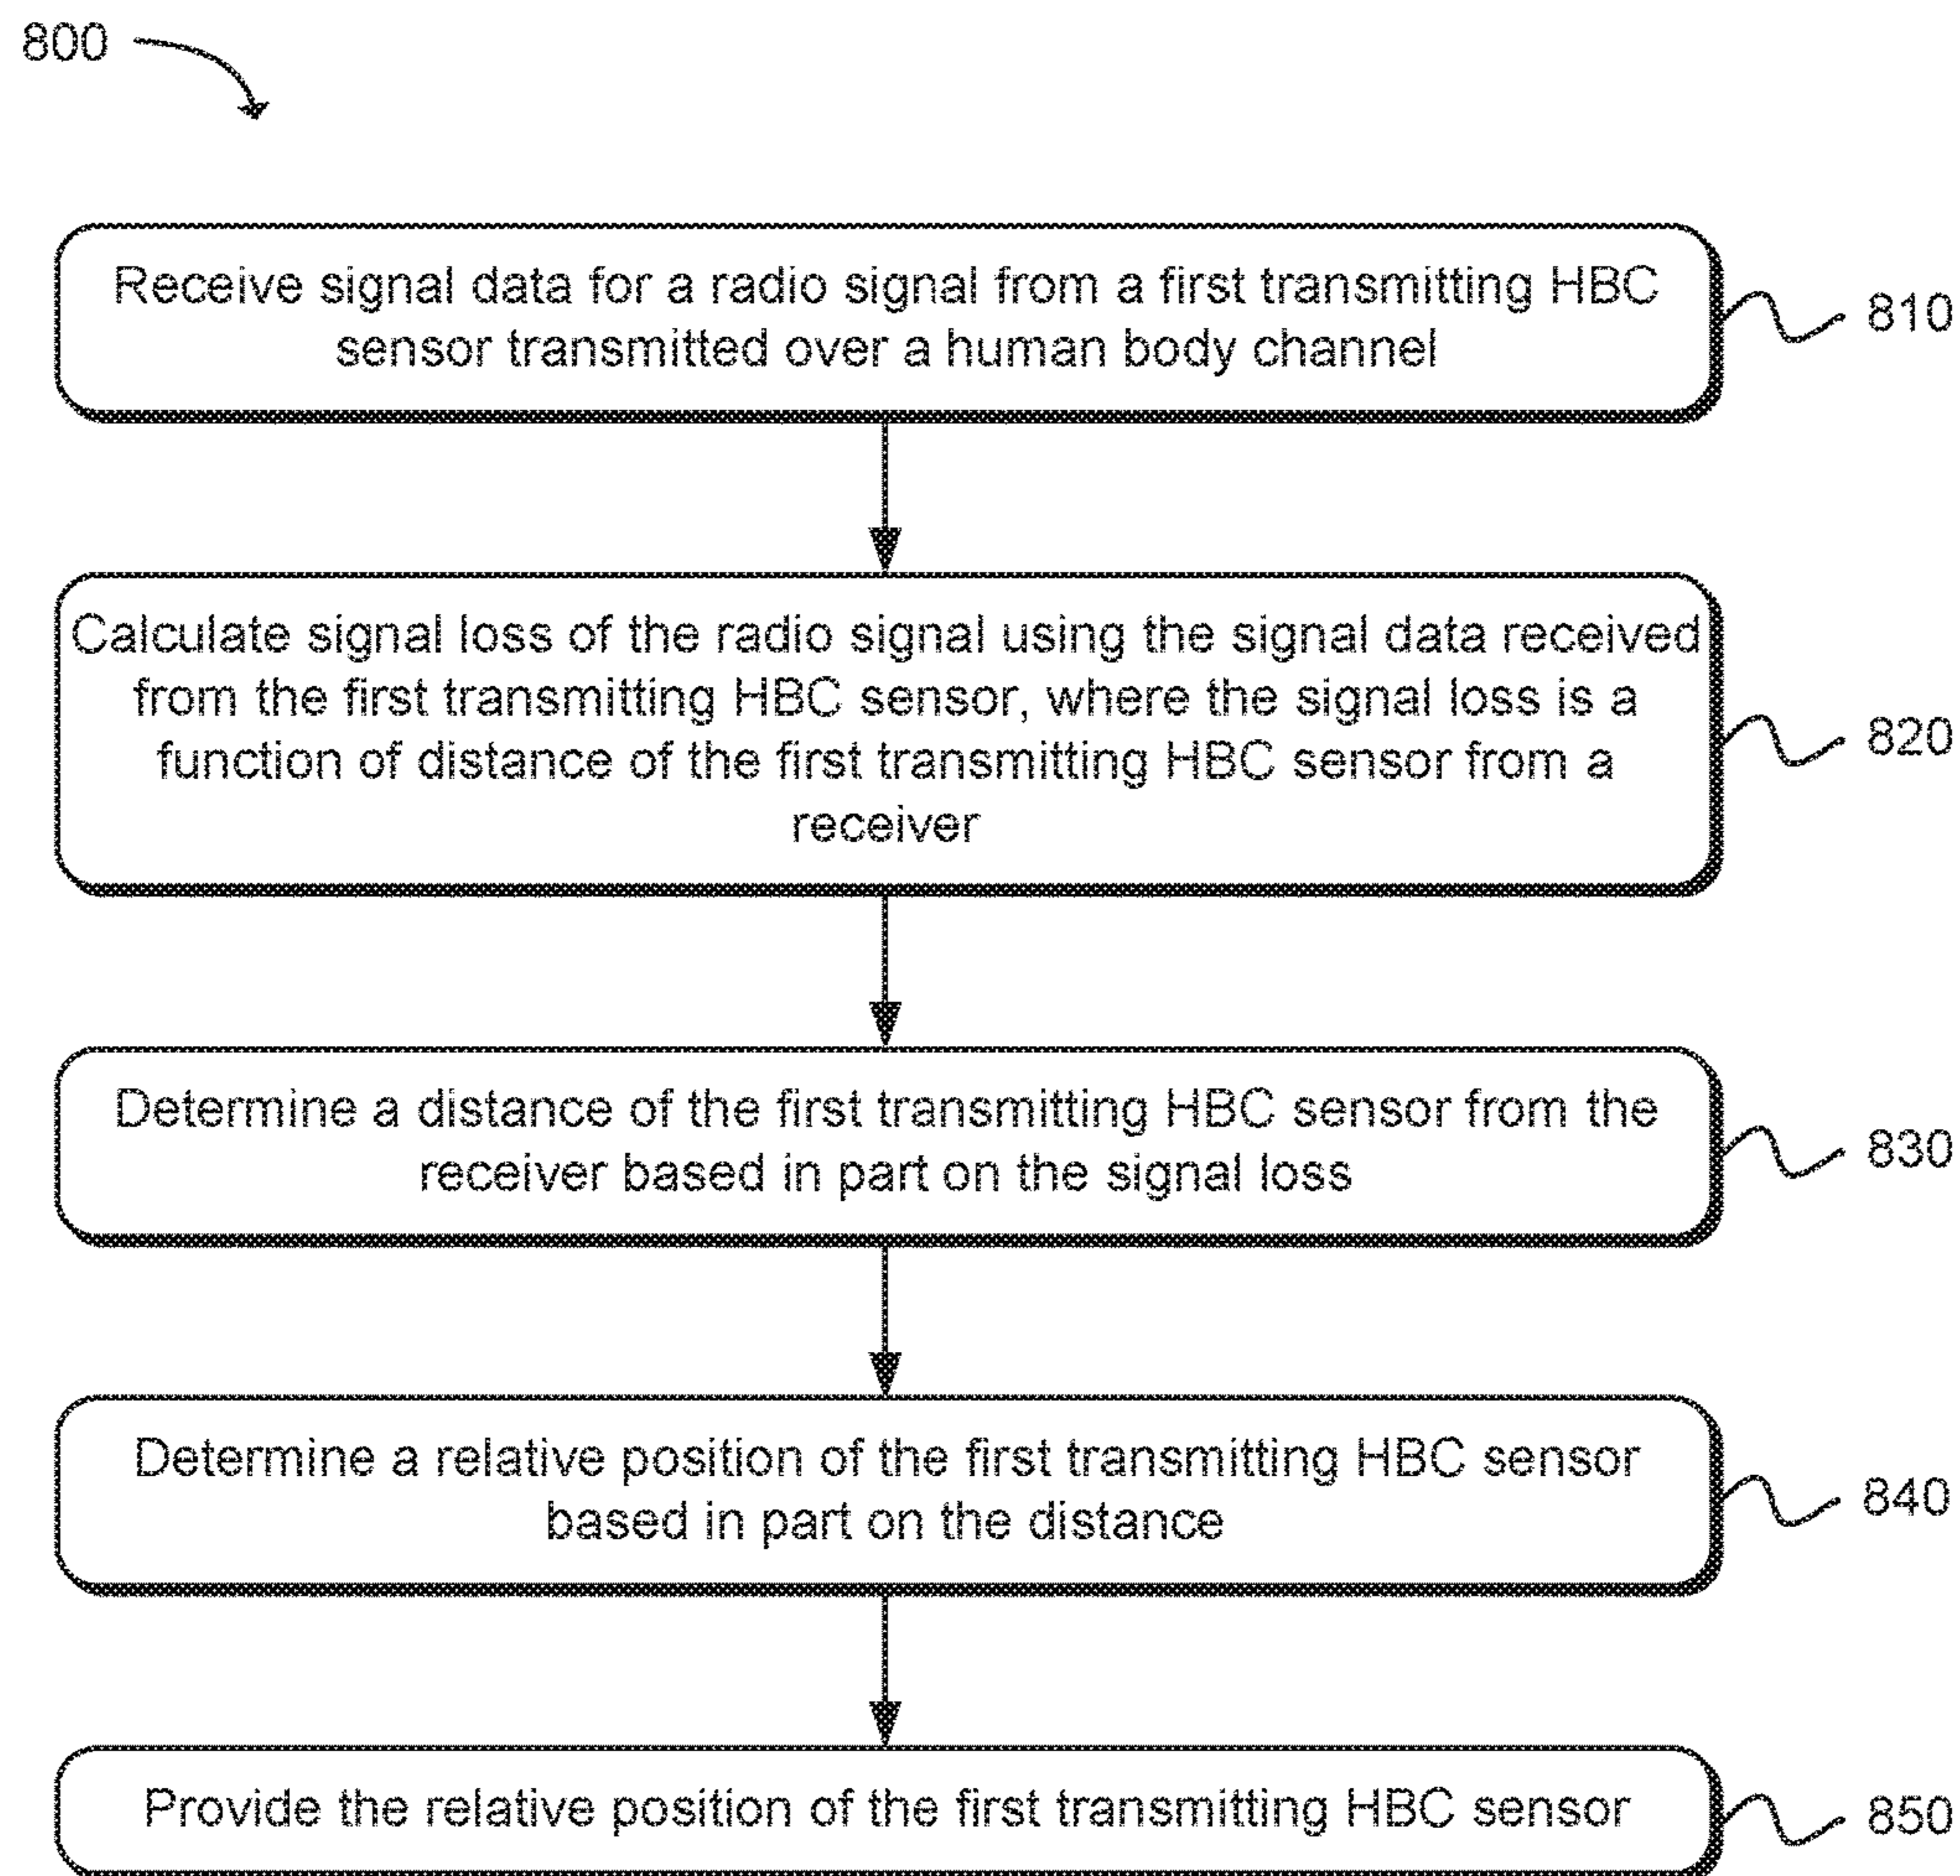 800
Receive signal data for a radio signal from a first transmitting HBC
sensor transmitted over a human body channel
810
Calculate signal loss of the radio signal using the signal data received
from the first transmitting HBC sensor, where the signal loss is a
function of distance of the first transmitting HBC sensor from a
receiver
820
Determine a distance of the first transmitting HBC sensor from the
receiver based in part on the signal loss
830
Determine a relative position of the first transmitting HBC sensor
based in part on the distance
840
Provide the relative position of the first transmitting HBC sensor
850